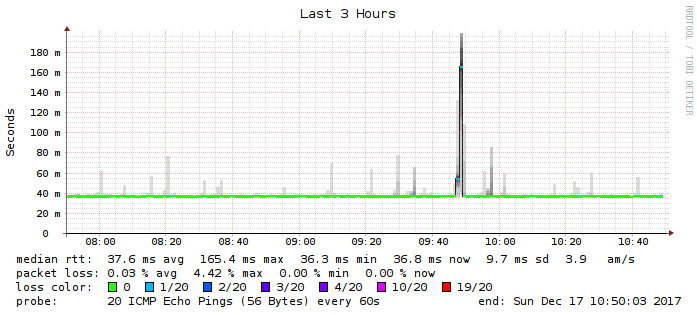 Last 3 Hours
RRDTOOL / TOBI OETIKER
Seconds
180 m
160 m
140 m
120 m
100 m
80 m
60 m
40 m
20 m
0
08:00 08:20 08:40 09:00 09:20 09:40 10:00 10:20 10:40
median rtt: 37.6 ms avg 165.4 ms max 36.3 ms min 36.8 ms now 9.7 ms sd 3.9 am/s
packet loss: 0.03 % avg 4.42 % max 0.00 % min 0.00 % now
loss color: 0 1/20 2/20 3/20 4/20 10/20 19/20
probe: 20 ICMP Echo Pings (56 Bytes) every 60s end: Sun Dec 17 10:50:03 2017